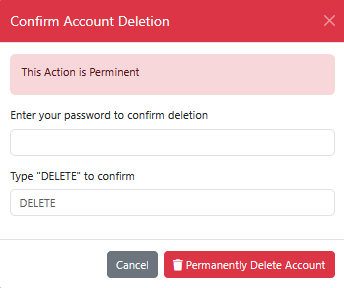 Confirm Account Deletion
This Action is Perminent
Enter your password to confirm deletion
Type "DELETE" to confirm
DELETE
Cancel
Permanently Delete Account